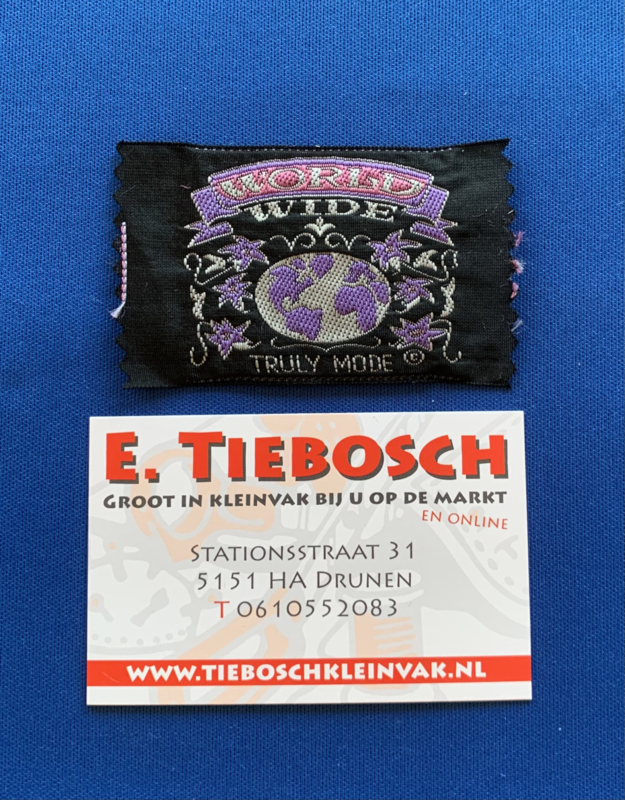 WORLD
WIDE
TRULY MODE ©
E. TIEBOSCH
GROOT IN KLEINVAK BIJ U OP DE MARKT
EN ONLINE
STATIONSSTRAAT 31
5151 HA DRUNEN
T 0610552083
WWW.TIEBOSCHKLEINVAK.NL